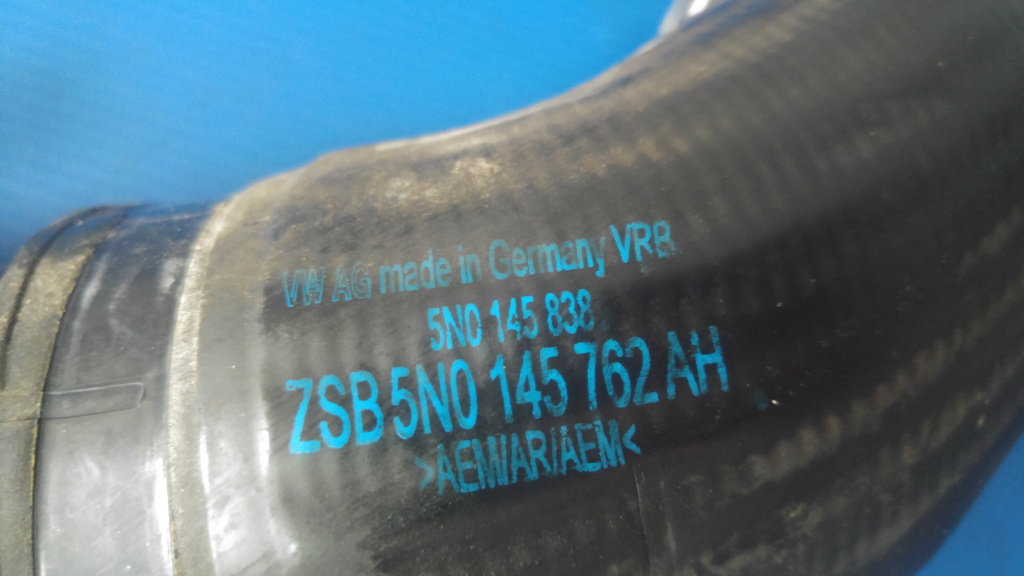 VW AG made in Germany VRB
5N0 145 838
ZSB 5N0 145 762 AH
>AEM/AR/AEM<